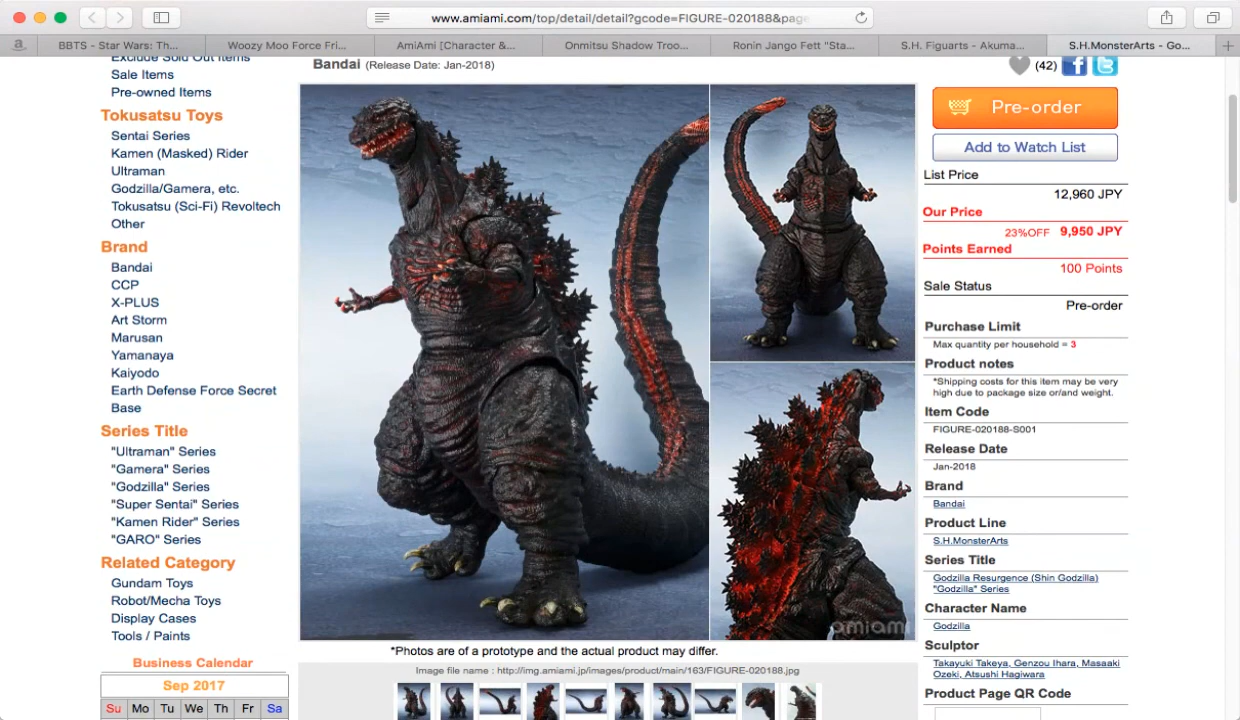 www.amiami.com/top/detail/detail?gcode=FIGURE-020188&page
BBTS - Star Wars: Th...
Woozy Moo Force Fri...
AmiAmi [Character &...
Onmitsu Shadow Troo...
Ronin Jango Fett "Sta...
S.H. Figuarts - Akuma...
S.H.MonsterArts - Go...
Exclude Sold Out Items
Sale Items
Pre-owned Items
Tokusatsu Toys
Sentai Series
Kamen (Masked) Rider
Ultraman
Godzilla/Gamera, etc.
Tokusatsu (Sci-Fi) Revoltech
Other
Brand
Bandai
CCP
X-PLUS
Art Storm
Marusan
Yamanaya
Kaiyodo
Earth Defense Force Secret
Base
Series Title
"Ultraman" Series
"Gamera" Series
"Godzilla" Series
"Super Sentai" Series
"Kamen Rider" Series
"GARO" Series
Related Category
Gundam Toys
Robot/Mecha Toys
Display Cases
Tools / Paints
Business Calendar
Sep 2017
Su Mo Tu We Th Fr Sa
Bandai (Release Date: Jan-2018)
amiami
*Photos are of a prototype and the actual product may differ.
Image file name : http://img.amiami.jp/images/product/main/163/FIGURE-020188.jpg
(42)
Pre-order
Add to Watch List
List Price
12,960 JPY
Our Price
23%OFF 9,950 JPY
Points Earned
100 Points
Sale Status
Pre-order
Purchase Limit
Max quantity per household = 3
Product notes
*Shipping costs for this item may be very
high due to package size or/and weight.
Item Code
FIGURE-020188-S001
Release Date
Jan-2018
Brand
Bandai
Product Line
S.H.MonsterArts
Series Title
Godzilla Resurgence (Shin Godzilla)
"Godzilla" Series
Character Name
Godzilla
Sculptor
Takayuki Takeya, Genzou Ihara, Masaaki
Ozeki, Atsushi Hagiwara
Product Page QR Code